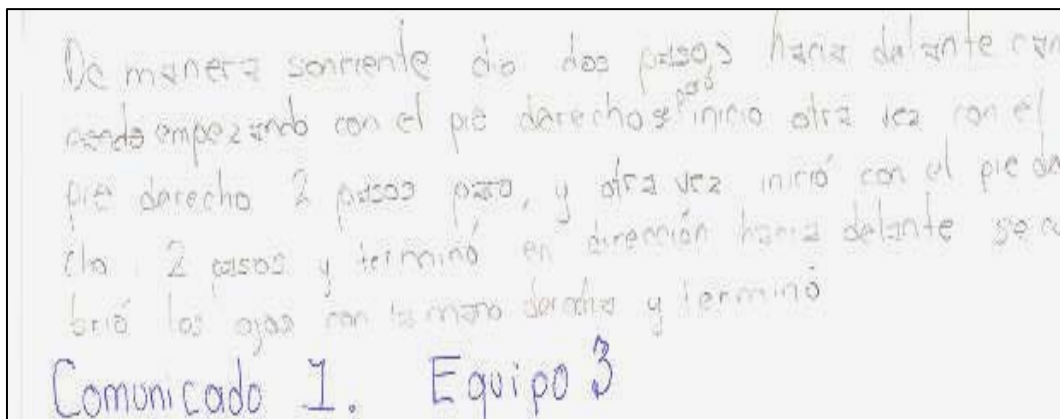 De manera sonriente dio dos pasos hacia delante cam
nando empezando con el pie derecho se paró inicio otra vez con el
pie derecho 2 pasos paro, y otra vez inició con el pie de
cho 2 pasos y terminó en dirección hacia delante se c
brió los ojos con la mano derecha y terminó
Comunicado 1. Equipo 3